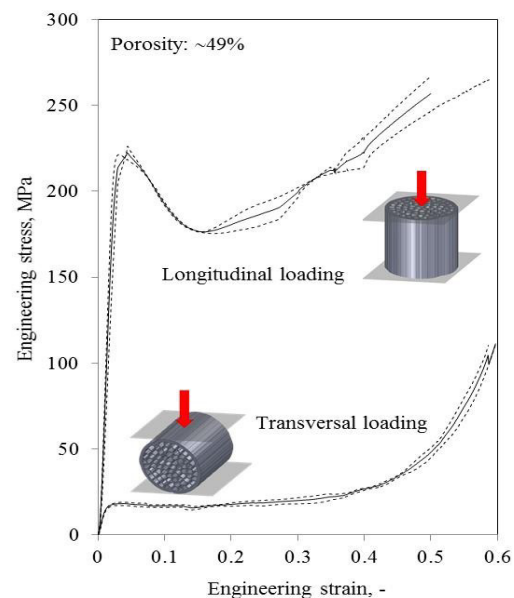 Porosity: ~49%
Engineering stress, MPa
300
250
200
150
100
50
0
Longitudinal loading
Transversal loading
0 0.1 0.2 0.3 0.4 0.5 0.6
Engineering strain, -